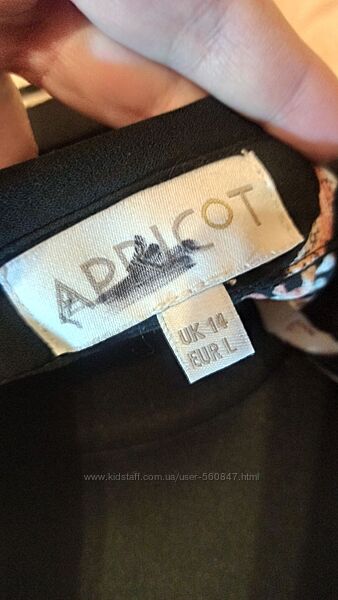 APRICOT
UK 14
EUR L
www.kidstaff.com.ua/user-560847.html